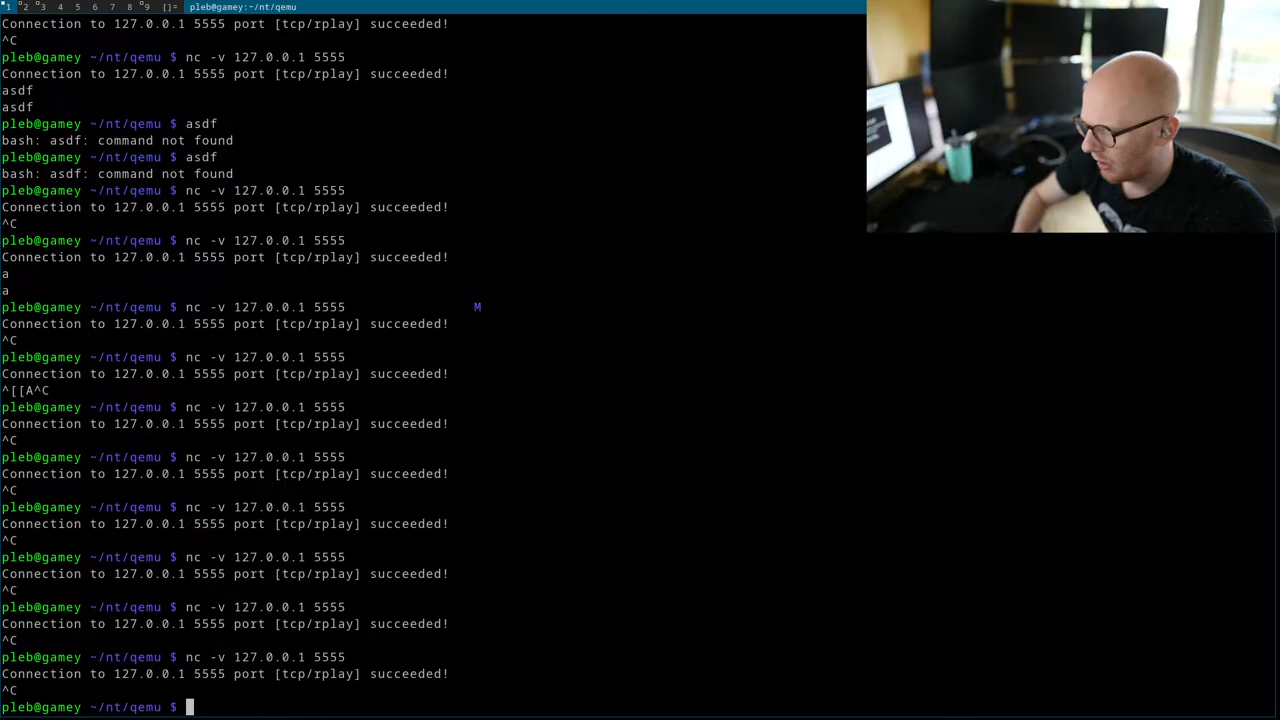 1 2 3 4 5 6 7 8 9 []= pleb@gamey:~/nt/qemu
Connection to 127.0.0.1 5555 port [tcp/rplay] succeeded!
^C
pleb@gamey ~/nt/qemu $ nc -v 127.0.0.1 5555
Connection to 127.0.0.1 5555 port [tcp/rplay] succeeded!
asdf
asdf
pleb@gamey ~/nt/qemu $ asdf
bash: asdf: command not found
pleb@gamey ~/nt/qemu $ asdf
bash: asdf: command not found
pleb@gamey ~/nt/qemu $ nc -v 127.0.0.1 5555
Connection to 127.0.0.1 5555 port [tcp/rplay] succeeded!
^C
pleb@gamey ~/nt/qemu $ nc -v 127.0.0.1 5555
Connection to 127.0.0.1 5555 port [tcp/rplay] succeeded!
a
a
pleb@gamey ~/nt/qemu $ nc -v 127.0.0.1 5555 M
Connection to 127.0.0.1 5555 port [tcp/rplay] succeeded!
^C
pleb@gamey ~/nt/qemu $ nc -v 127.0.0.1 5555
Connection to 127.0.0.1 5555 port [tcp/rplay] succeeded!
^[[A^C
pleb@gamey ~/nt/qemu $ nc -v 127.0.0.1 5555
Connection to 127.0.0.1 5555 port [tcp/rplay] succeeded!
^C
pleb@gamey ~/nt/qemu $ nc -v 127.0.0.1 5555
Connection to 127.0.0.1 5555 port [tcp/rplay] succeeded!
^C
pleb@gamey ~/nt/qemu $ nc -v 127.0.0.1 5555
Connection to 127.0.0.1 5555 port [tcp/rplay] succeeded!
^C
pleb@gamey ~/nt/qemu $ nc -v 127.0.0.1 5555
Connection to 127.0.0.1 5555 port [tcp/rplay] succeeded!
^C
pleb@gamey ~/nt/qemu $ nc -v 127.0.0.1 5555
Connection to 127.0.0.1 5555 port [tcp/rplay] succeeded!
^C
pleb@gamey ~/nt/qemu $ nc -v 127.0.0.1 5555
Connection to 127.0.0.1 5555 port [tcp/rplay] succeeded!
^C
pleb@gamey ~/nt/qemu $